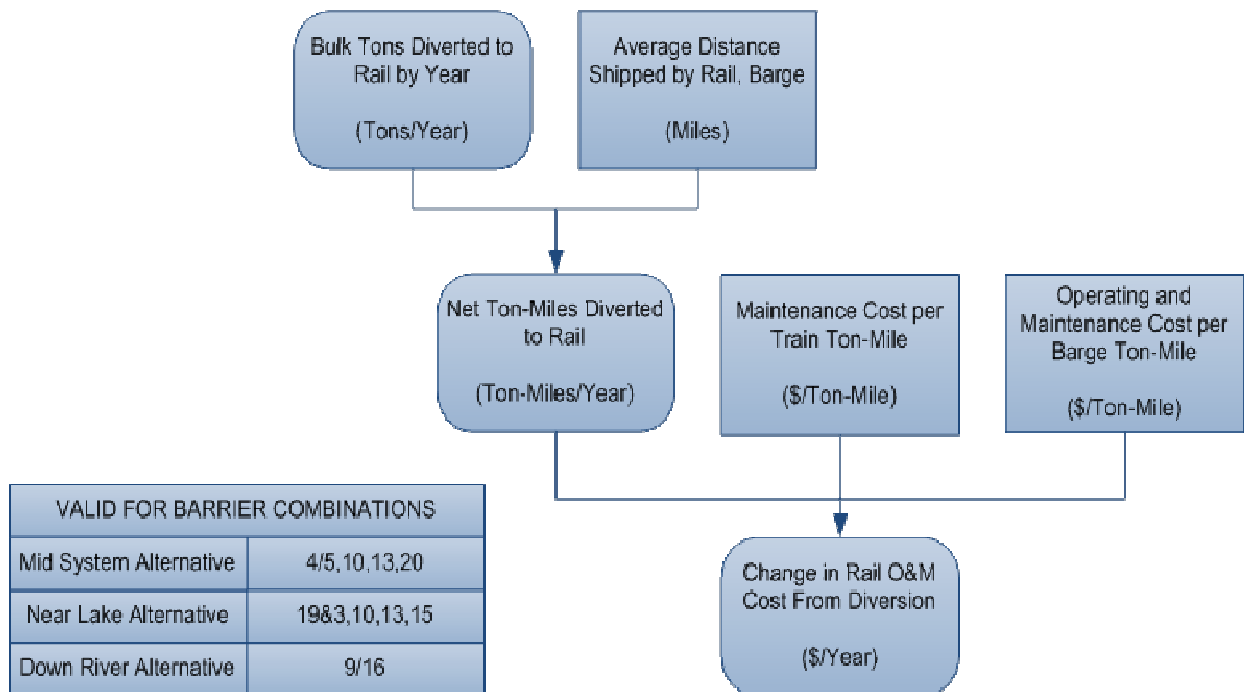 Bulk Tons Diverted to
Rail by Year
(Tons/Year)
Average Distance
Shipped by Rail, Barge
(Miles)
Net Ton-Miles Diverted
to Rail
(Ton-Miles/Year)
Maintenance Cost per
Train Ton-Mile
($/Ton-Mile)
Operating and
Maintenance Cost per
Barge Ton-Mile
($/Ton-Mile)
VALID FOR BARRIER COMBINATIONS
Mid System Alternative 4/5,10,13,20
Near Lake Alternative 19&3,10,13,15
Down River Alternative 9/16
Change in Rail O&M
Cost From Diversion
($/Year)